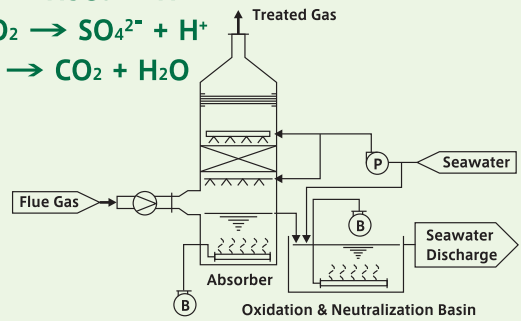 O₂ → SO₄²⁻ + H⁺
→ CO₂ + H₂O
Treated Gas
P
Seawater
Flue Gas
B
Seawater
Discharge
Absorber
B
Oxidation & Neutralization Basin